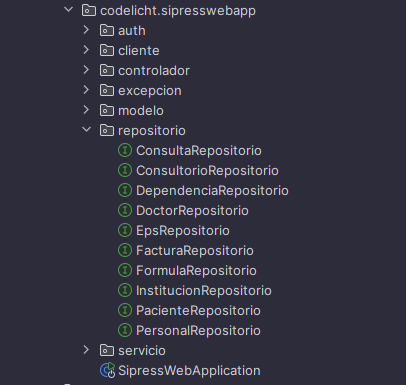 codelicht.sipresswebapp
auth
cliente
controlador
excepcion
modelo
repositorio
ConsultaRepositorio
ConsultorioRepositorio
DependenciaRepositorio
DoctorRepositorio
EpsRepositorio
FacturaRepositorio
FormulaRepositorio
InstitucionRepositorio
PacienteRepositorio
PersonalRepositorio
servicio
SipressWebApplication